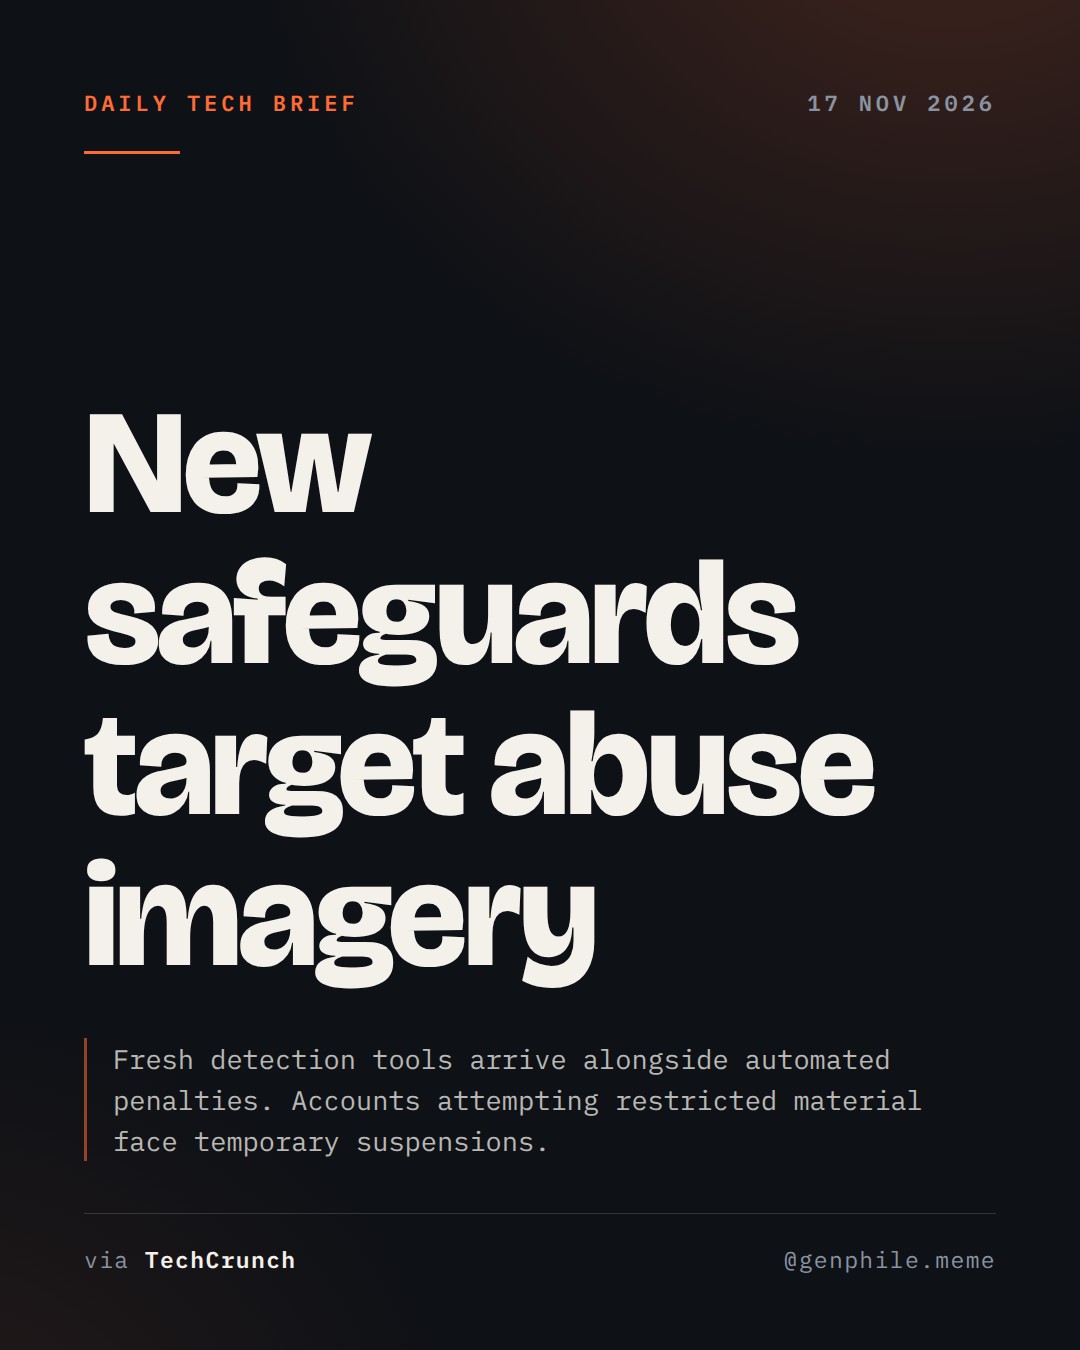 DAILY TECH BRIEF
17 NOV 2026
New
safeguards
target abuse
imagery
Fresh detection tools arrive alongside automated
penalties. Accounts attempting restricted material
face temporary suspensions.
via TechCrunch
@genphile.meme